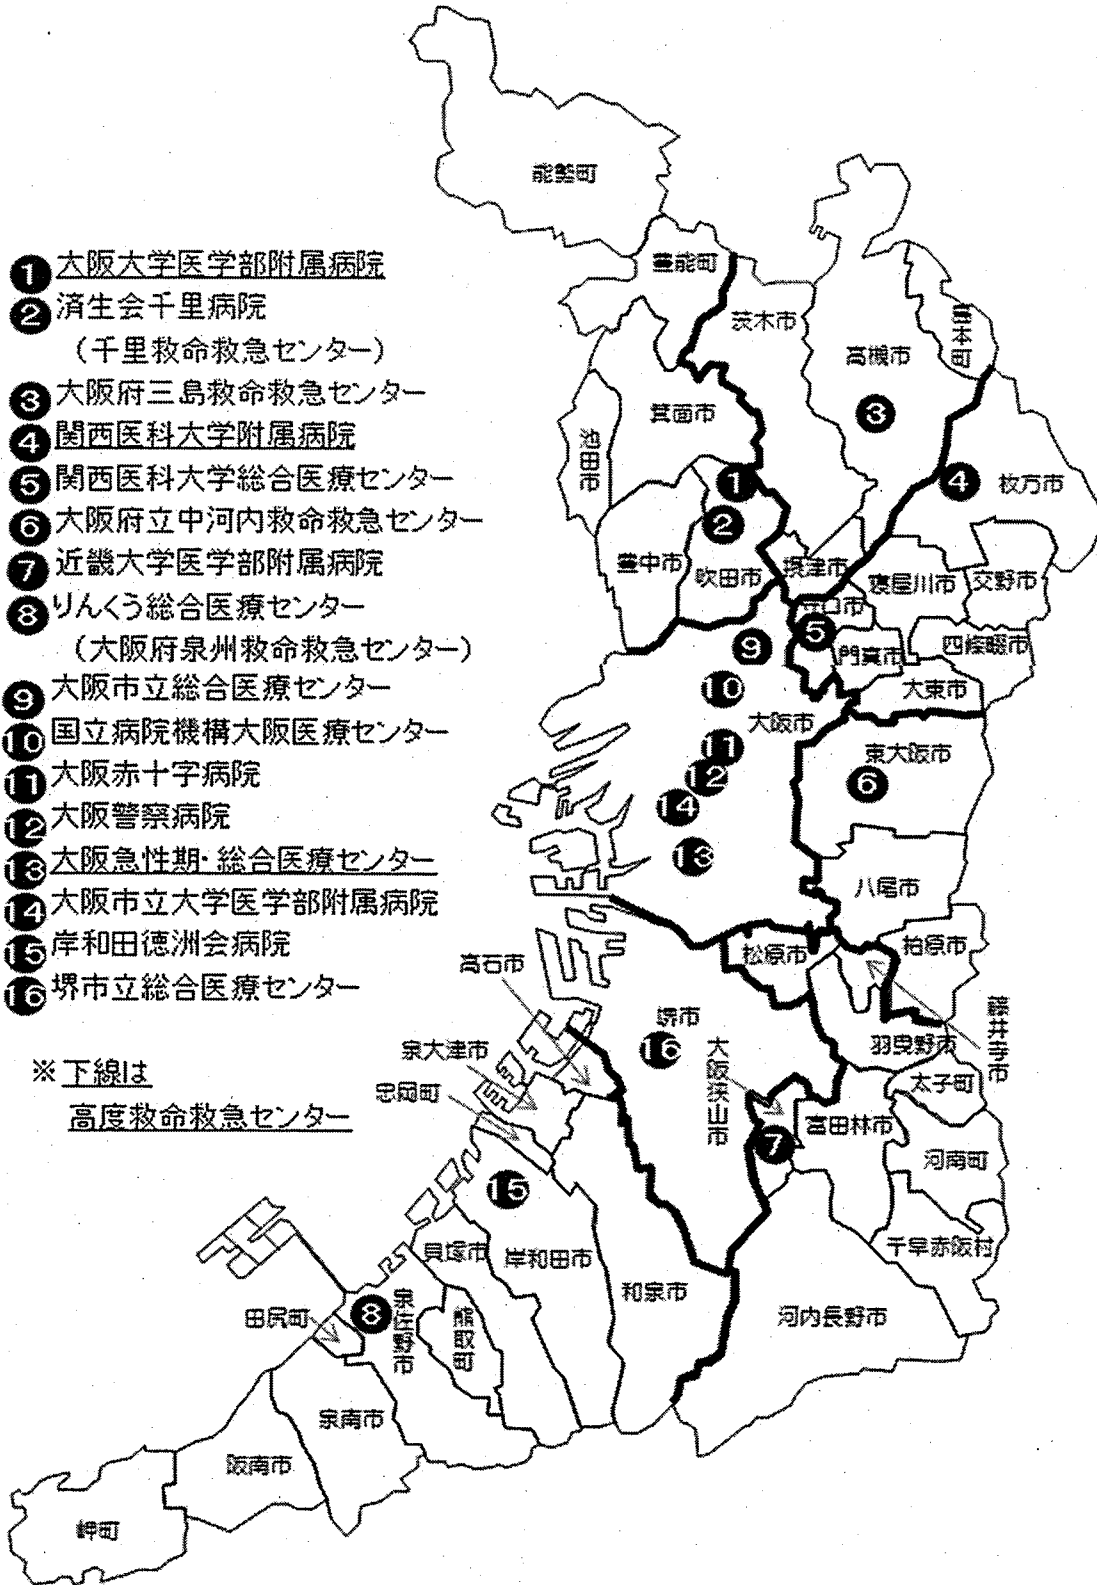 ❶大阪大学医学部附属病院
❷済生会千里病院
（千里救命救急センター）
❸大阪府三島救命救急センター
❹関西医科大学附属病院
❺関西医科大学総合医療センター
❻大阪府立中河内救命救急センター
❼近畿大学医学部附属病院
❽りんくう総合医療センター
（大阪府泉州救命救急センター）
❾大阪市立総合医療センター
❿国立病院機構大阪医療センター
⓫大阪赤十字病院
⓬大阪警察病院
⓭大阪急性期・総合医療センター
⓮大阪市立大学医学部附属病院
⓯岸和田徳洲会病院
⓰堺市立総合医療センター
※下線は
高度救命救急センター
能勢町
豊能町
茨木市
高槻市
島本町
❸
箕面市
池田市
❶
❹
枚方市
❷
豊中市
吹田市
摂津市
寝屋川市
交野市
守口市
❺
❾
門真市
四條畷市
❿
大東市
大阪市
⓫
東大阪市
⓬
❻
⓮
⓭
八尾市
松原市
柏原市
高石市
藤井寺市
堺市
⓰
羽曳野市
泉大津市
大阪狭山市
太子町
忠岡町
富田林市
❼
河南町
⓯
千早赤阪村
貝塚市
岸和田市
和泉市
河内長野市
田尻町
❽
泉佐野市
熊取町
泉南市
阪南市
岬町